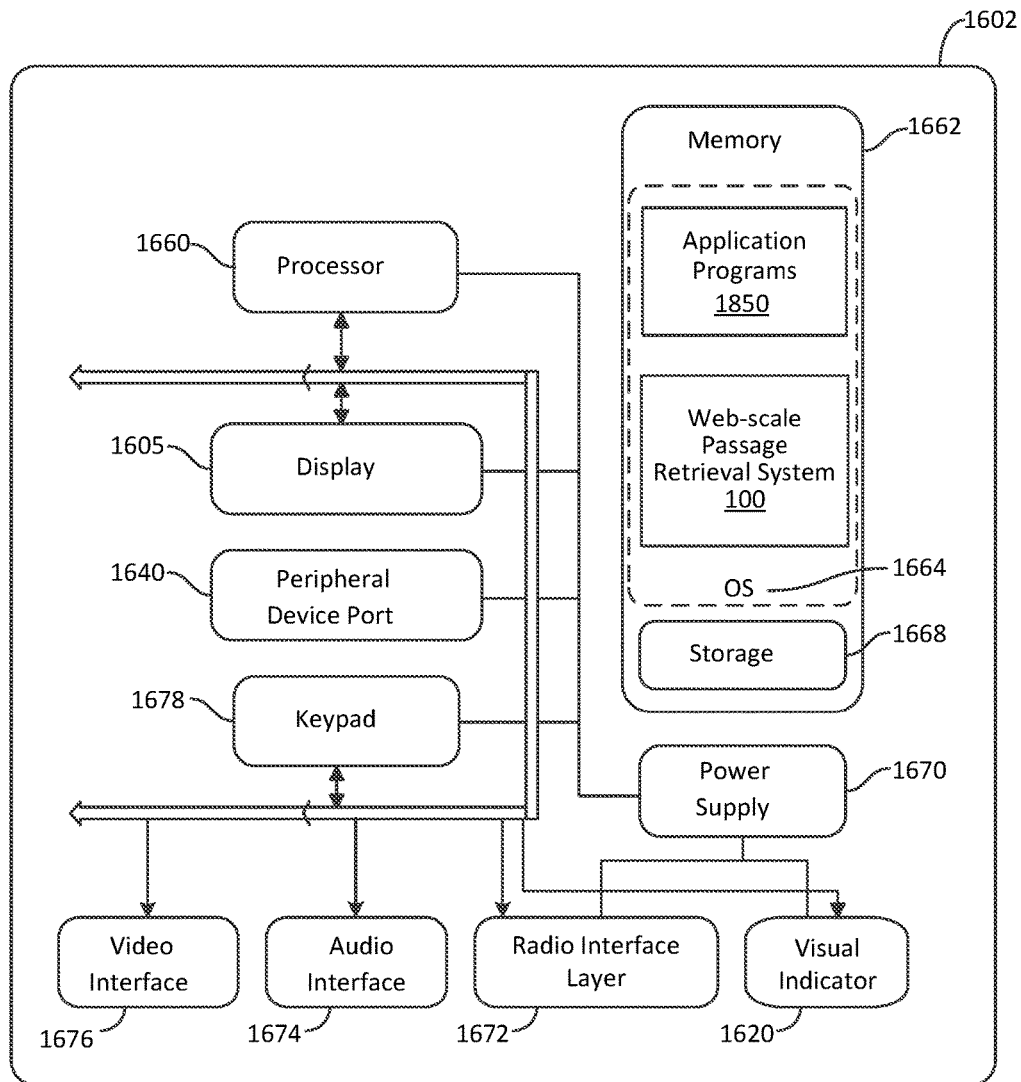 1602
Memory
1662
Application
Programs
1850
1660
Processor
Web-scale
Passage
Retrieval System
100
1605
Display
1640
Peripheral
Device Port
OS
1664
Storage
1668
1678
Keypad
Power
Supply
1670
Video
Interface
Audio
Interface
Radio Interface
Layer
Visual
Indicator
1676
1674
1672
1620